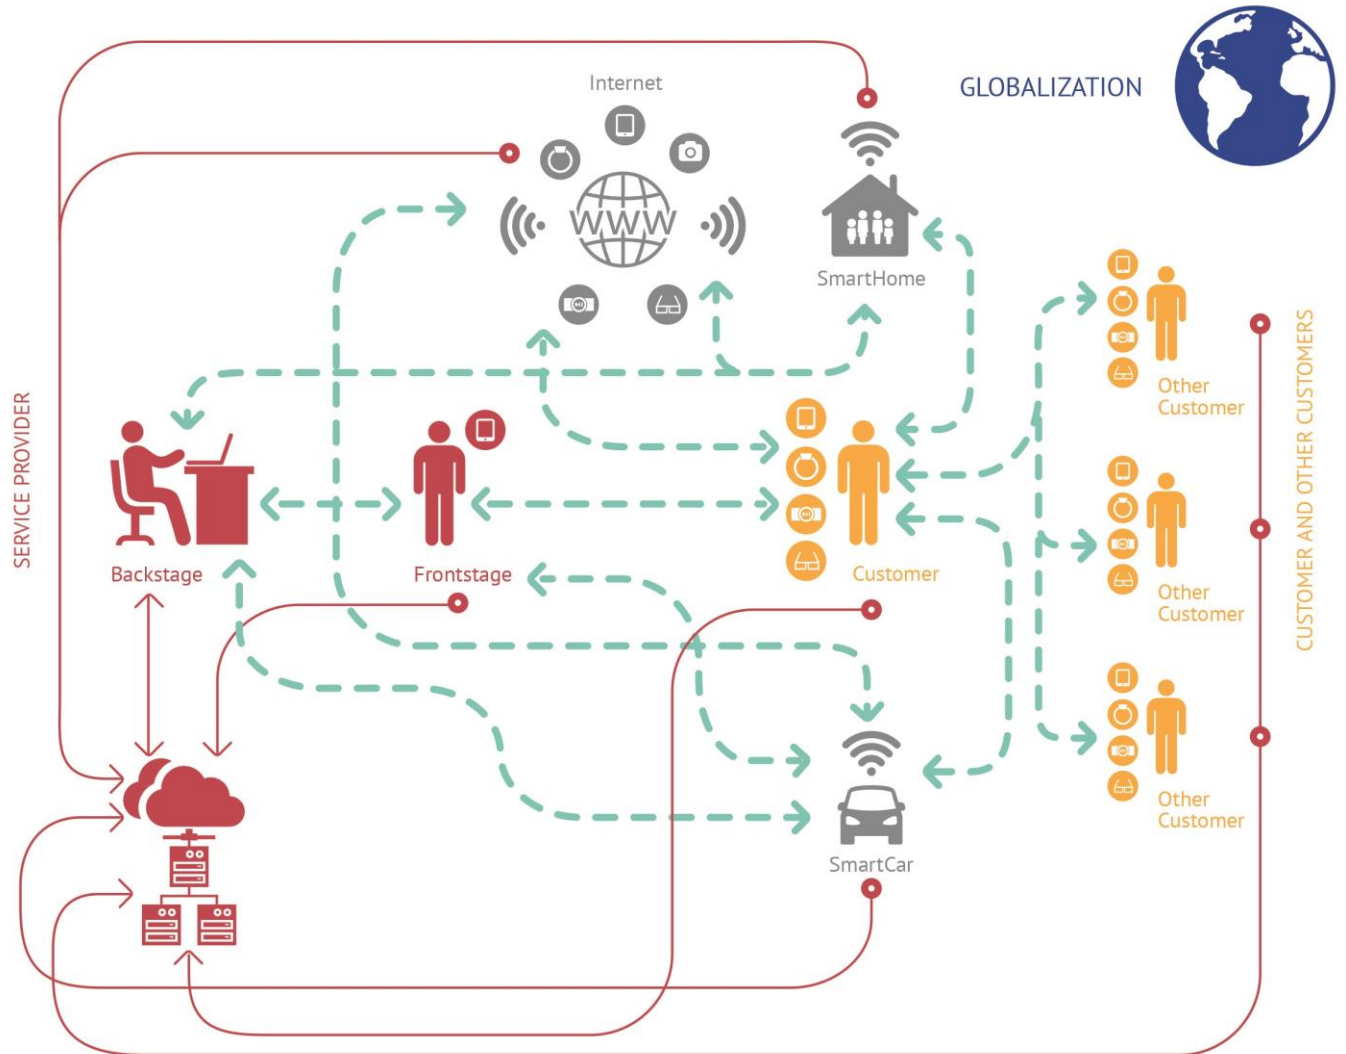 Internet
GLOBALIZATION
WWW
SmartHome
Other
Customer
SERVICE PROVIDER
CUSTOMER AND OTHER CUSTOMERS
Backstage
Frontstage
Customer
Other
Customer
Other
Customer
SmartCar